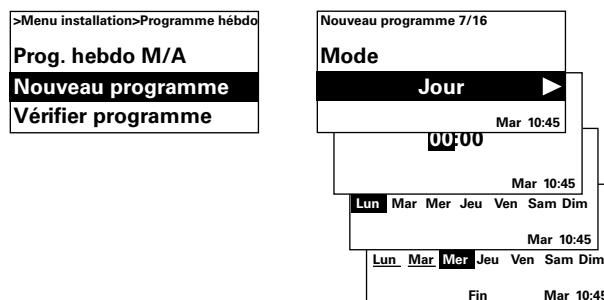 >Menu installation>Programme hébdo
Prog. hebdo M/A
Nouveau programme
Vérifier programme
Nouveau programme 7/16
Mode
Jour
Mar 10:45
00:00
Mar 10:45
Lun Mar Mer Jeu Ven Sam Dim
Mar 10:45
Lun Mar Mer Jeu Ven Sam Dim
Fin Mar 10:45